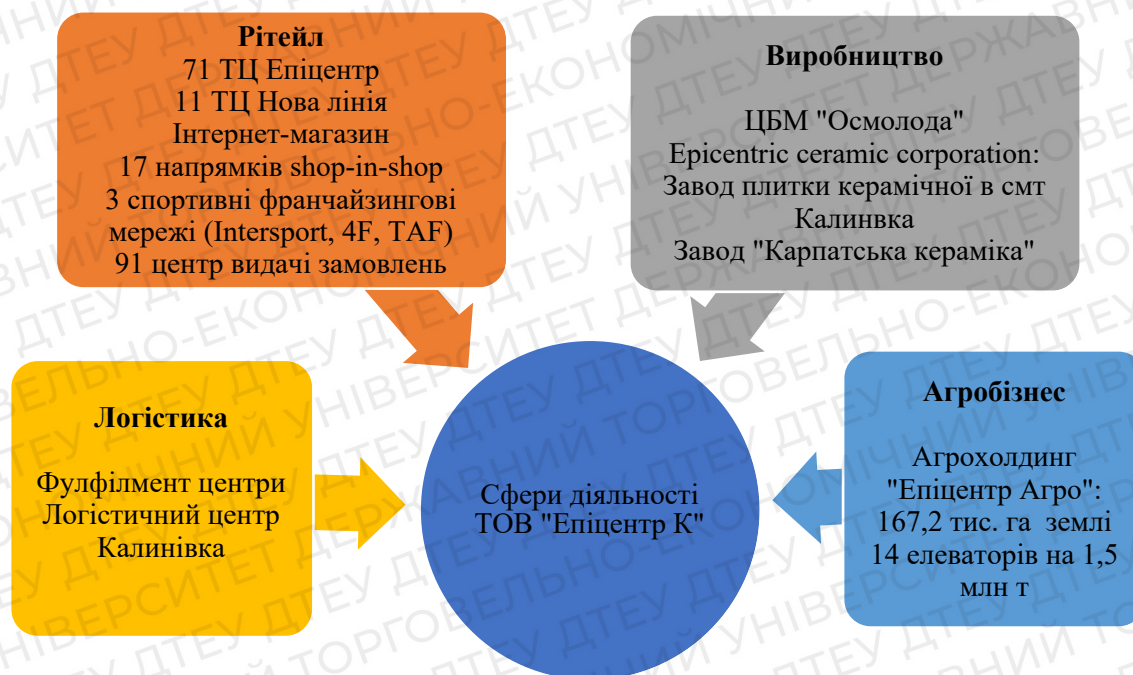 Рітейл
71 ТЦ Епіцентр
11 ТЦ Нова лінія
Інтернет-магазин
17 напрямків shop-in-shop
3 спортивні франчайзингові
мережі (Intersport, 4F, TAF)
91 центр видачі замовлень
Виробництво
ЦБМ "Осмолода"
Epicentric ceramic corporation:
Завод плитки керамічної в смт
Калинвка
Завод "Карпатська кераміка"
Логістика
Фулфілмент центри
Логістичний центр
Калинівка
Сфери діяльності
ТОВ "Епіцентр К"
Агробізнес
Агрохолдинг
"Епіцентр Агро":
167,2 тис. га землі
14 елеваторів на 1,5
млн т